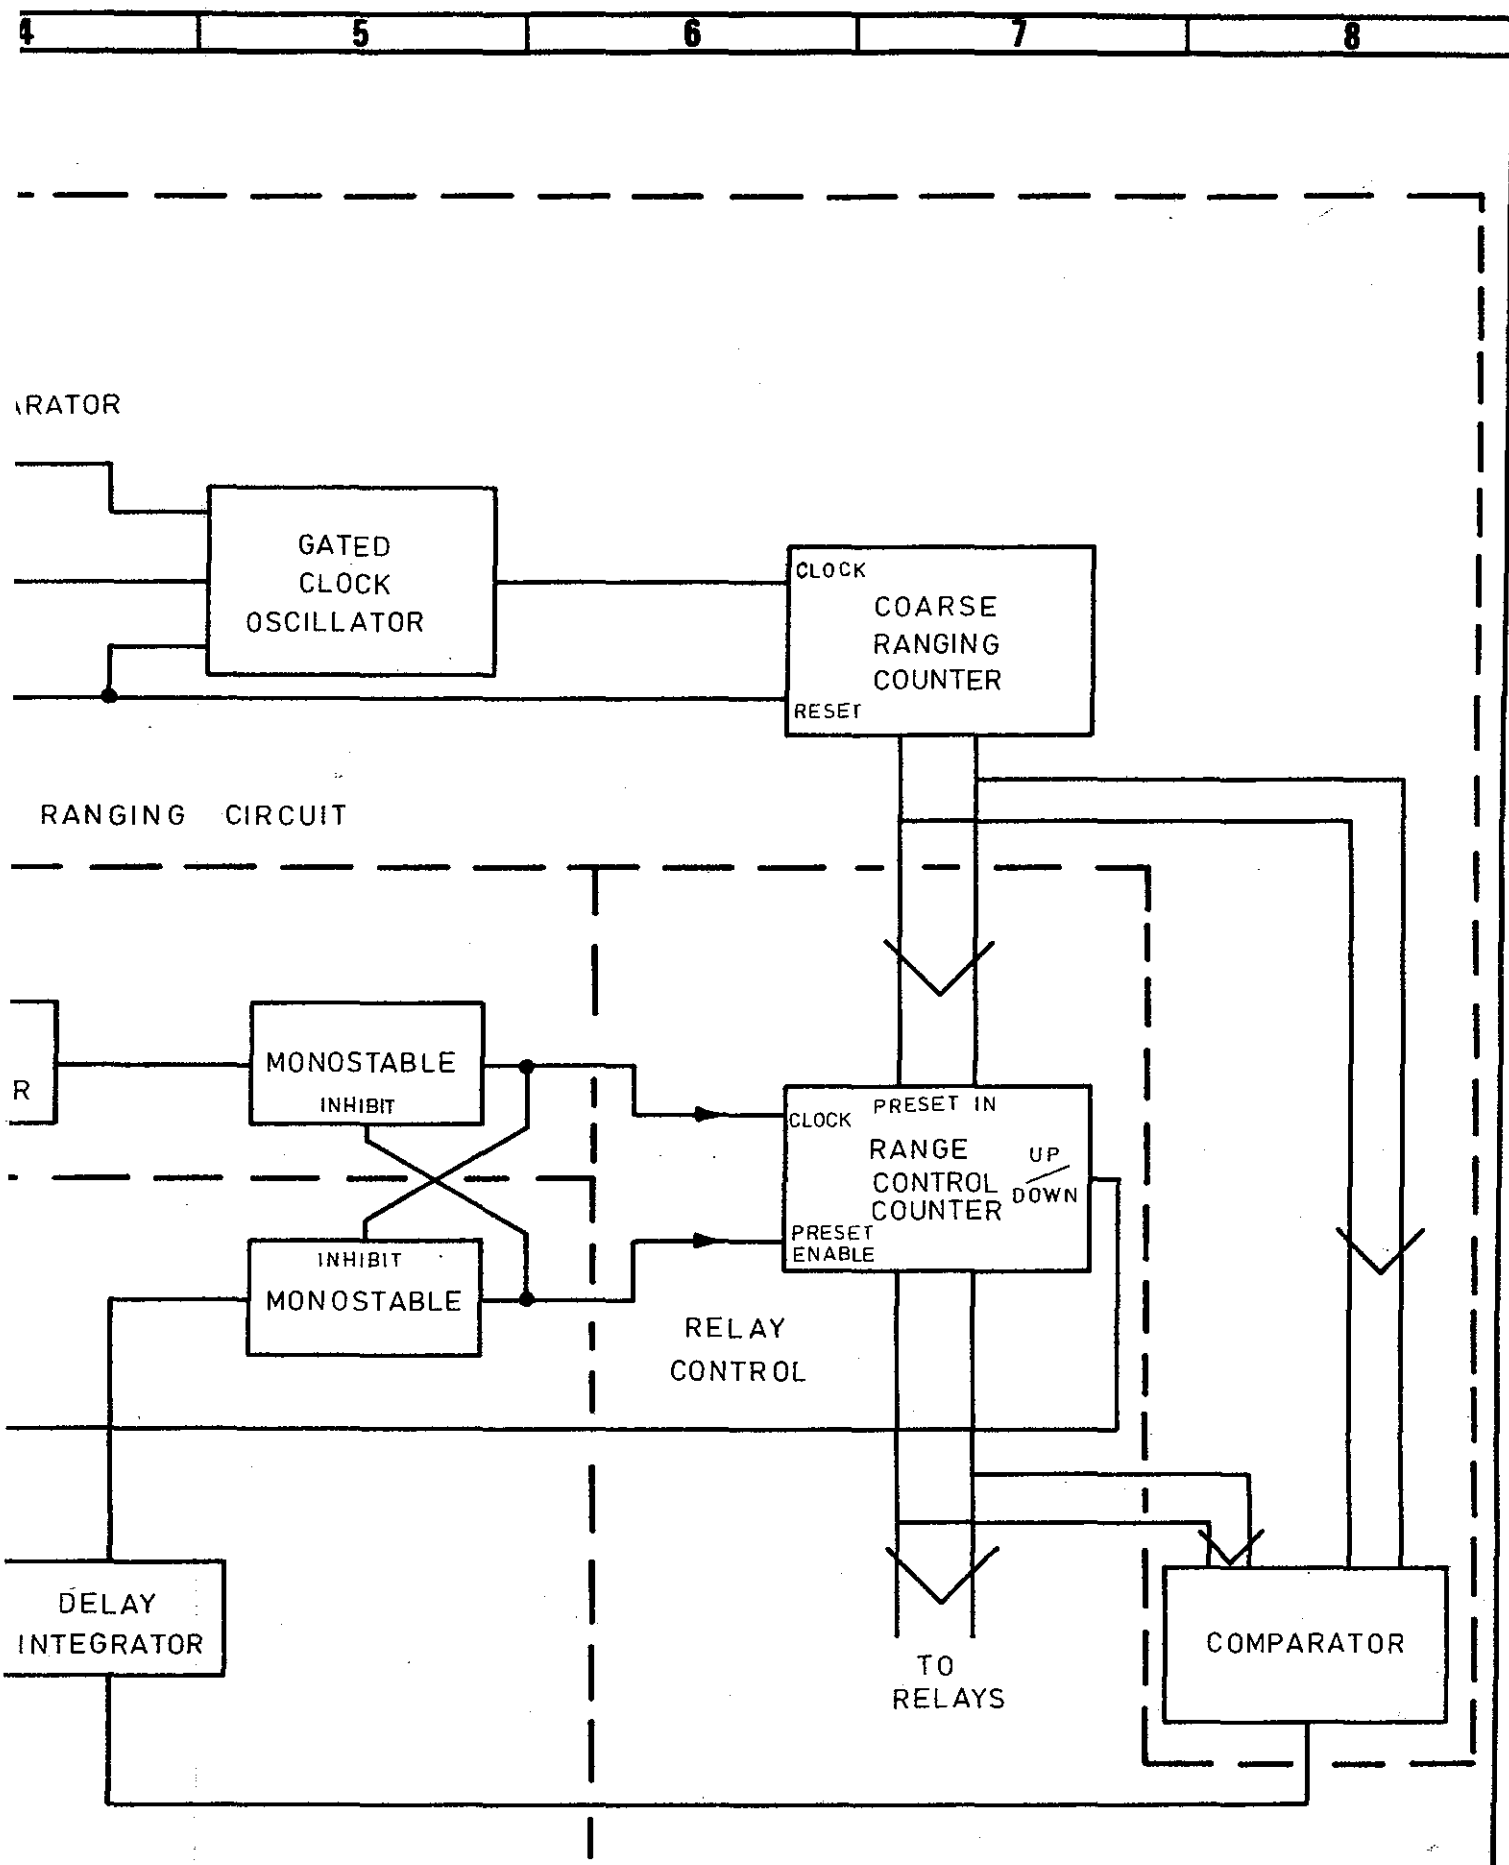 4 5 6 7 8
ARATOR
GATED
CLOCK
OSCILLATOR
CLOCK
COARSE
RANGING
COUNTER
RESET
RANGING CIRCUIT
R
MONOSTABLE
INHIBIT
INHIBIT
MONOSTABLE
CLOCK
PRESET IN
RANGE
CONTROL
COUNTER
UP/
DOWN
PRESET
ENABLE
RELAY
CONTROL
DELAY
INTEGRATOR
TO
RELAYS
COMPARATOR